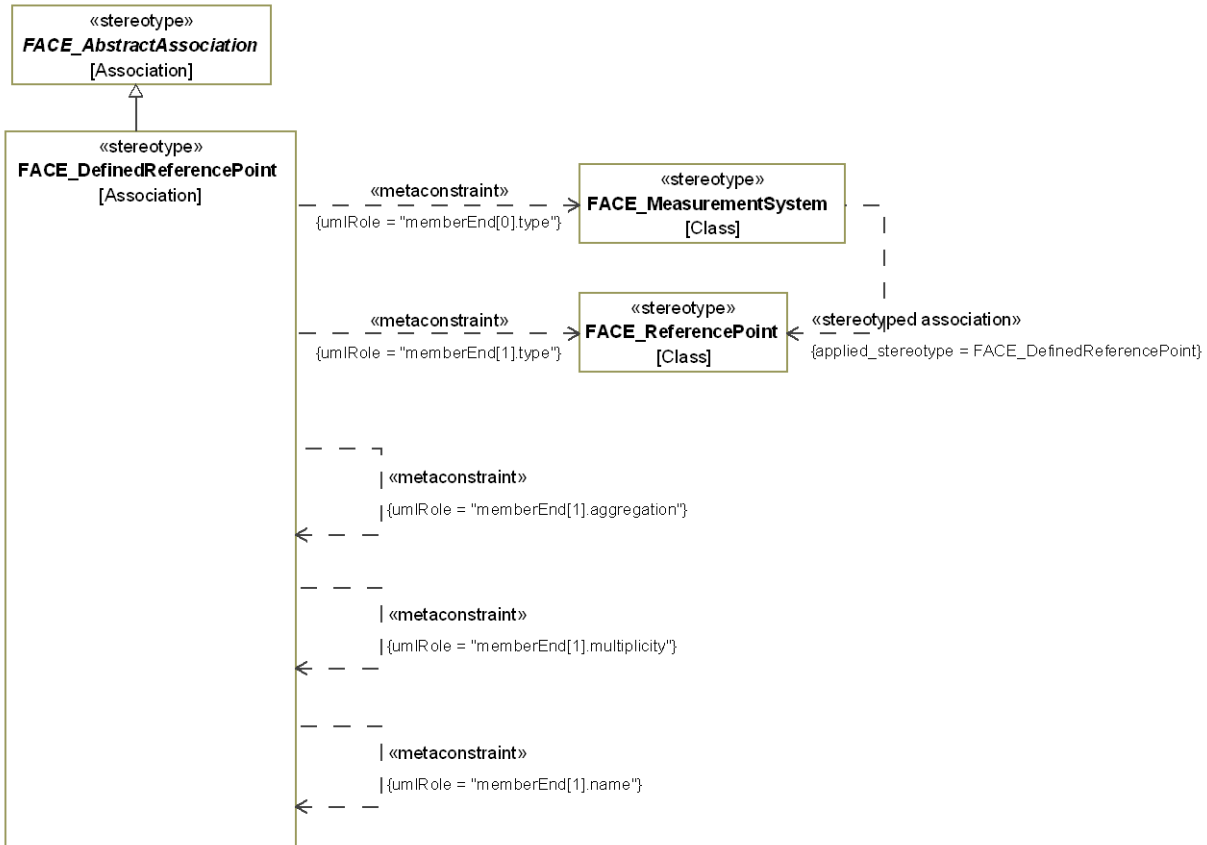 «stereotype»
FACE_AbstractAssociation
[Association]
«stereotype»
FACE_DefinedReferencePoint
[Association]
«metaconstraint»
{umlRole = "memberEnd[0].type"}
«stereotype»
FACE_MeasurementSystem
[Class]
«metaconstraint»
{umlRole = "memberEnd[1].type"}
«stereotype»
FACE_ReferencePoint
[Class]
«stereotyped association»
{applied_stereotype = FACE_DefinedReferencePoint}
«metaconstraint»
{umlRole = "memberEnd[1].aggregation"}
«metaconstraint»
{umlRole = "memberEnd[1].multiplicity"}
«metaconstraint»
{umlRole = "memberEnd[1].name"}